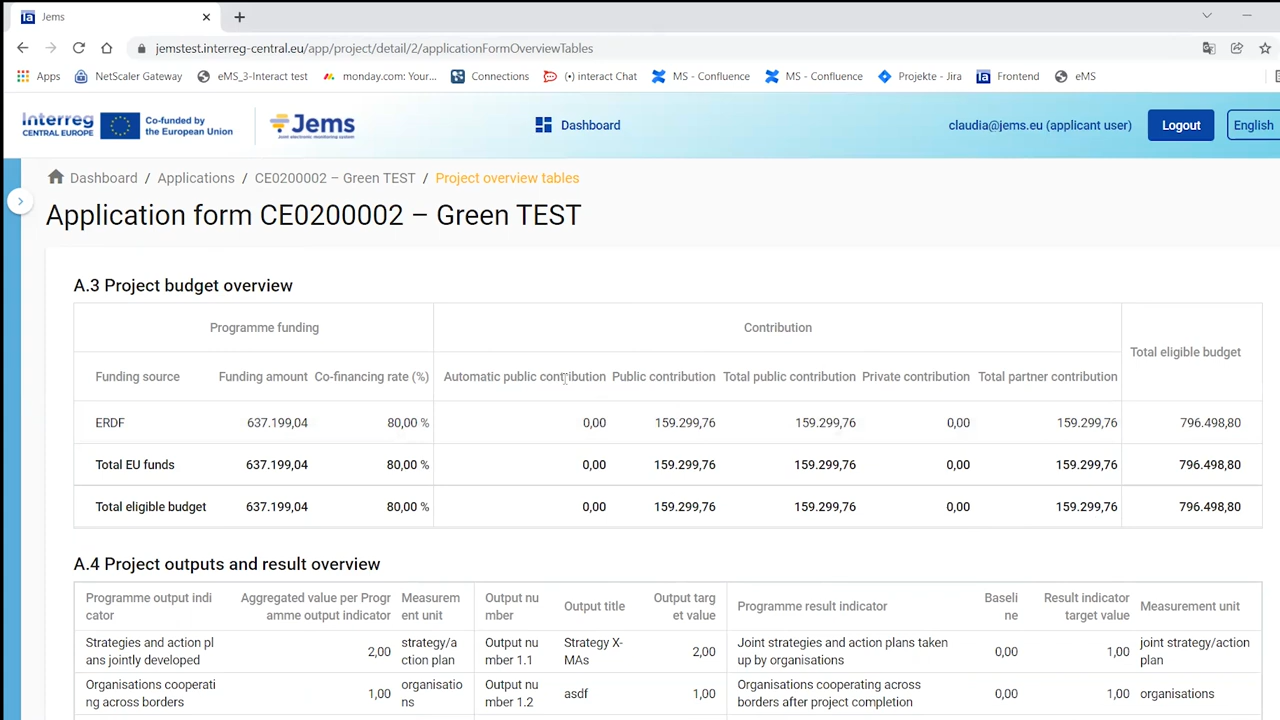 Jems
jemstest.interreg-central.eu/app/project/detail/2/applicationFormOverviewTables
Apps NetScaler Gateway eMS_3-Interact test monday.com: Your... Connections (•) interact Chat MS - Confluence MS - Confluence Projekte - Jira Frontend eMS
Interreg
CENTRAL EUROPE
Co-funded by
the European Union
Jems
Joint electronic monitoring system
Dashboard
claudia@jems.eu (applicant user)
Logout
English
Dashboard / Applications / CE0200002 – Green TEST / Project overview tables
Application form CE0200002 – Green TEST
A.3 Project budget overview
Programme funding Contribution Total eligible budget
Funding source Funding amount Co-financing rate (%) Automatic public contribution Public contribution Total public contribution Private contribution Total partner contribution
ERDF 637.199,04 80,00 % 0,00 159.299,76 159.299,76 0,00 159.299,76 796.498,80
Total EU funds 637.199,04 80,00 % 0,00 159.299,76 159.299,76 0,00 159.299,76 796.498,80
Total eligible budget 637.199,04 80,00 % 0,00 159.299,76 159.299,76 0,00 159.299,76 796.498,80
A.4 Project outputs and result overview
Programme output indi Aggregated value per Progr Measurem Output nu Output title Output targ Programme result indicator Baseli Result indicator Measurement unit
cator amme output indicator ent unit mber et value ne target value
Strategies and action pl strategy/a Output nu Strategy X- Joint strategies and action plans taken joint strategy/action
ans jointly developed 2,00 ction plan mber 1.1 MAs 2,00 up by organisations 0,00 1,00 plan
Organisations cooperati organisatio Output nu Organisations cooperating across
ng across borders 1,00 ns mber 1.2 asdf 1,00 borders after project completion 0,00 1,00 organisations